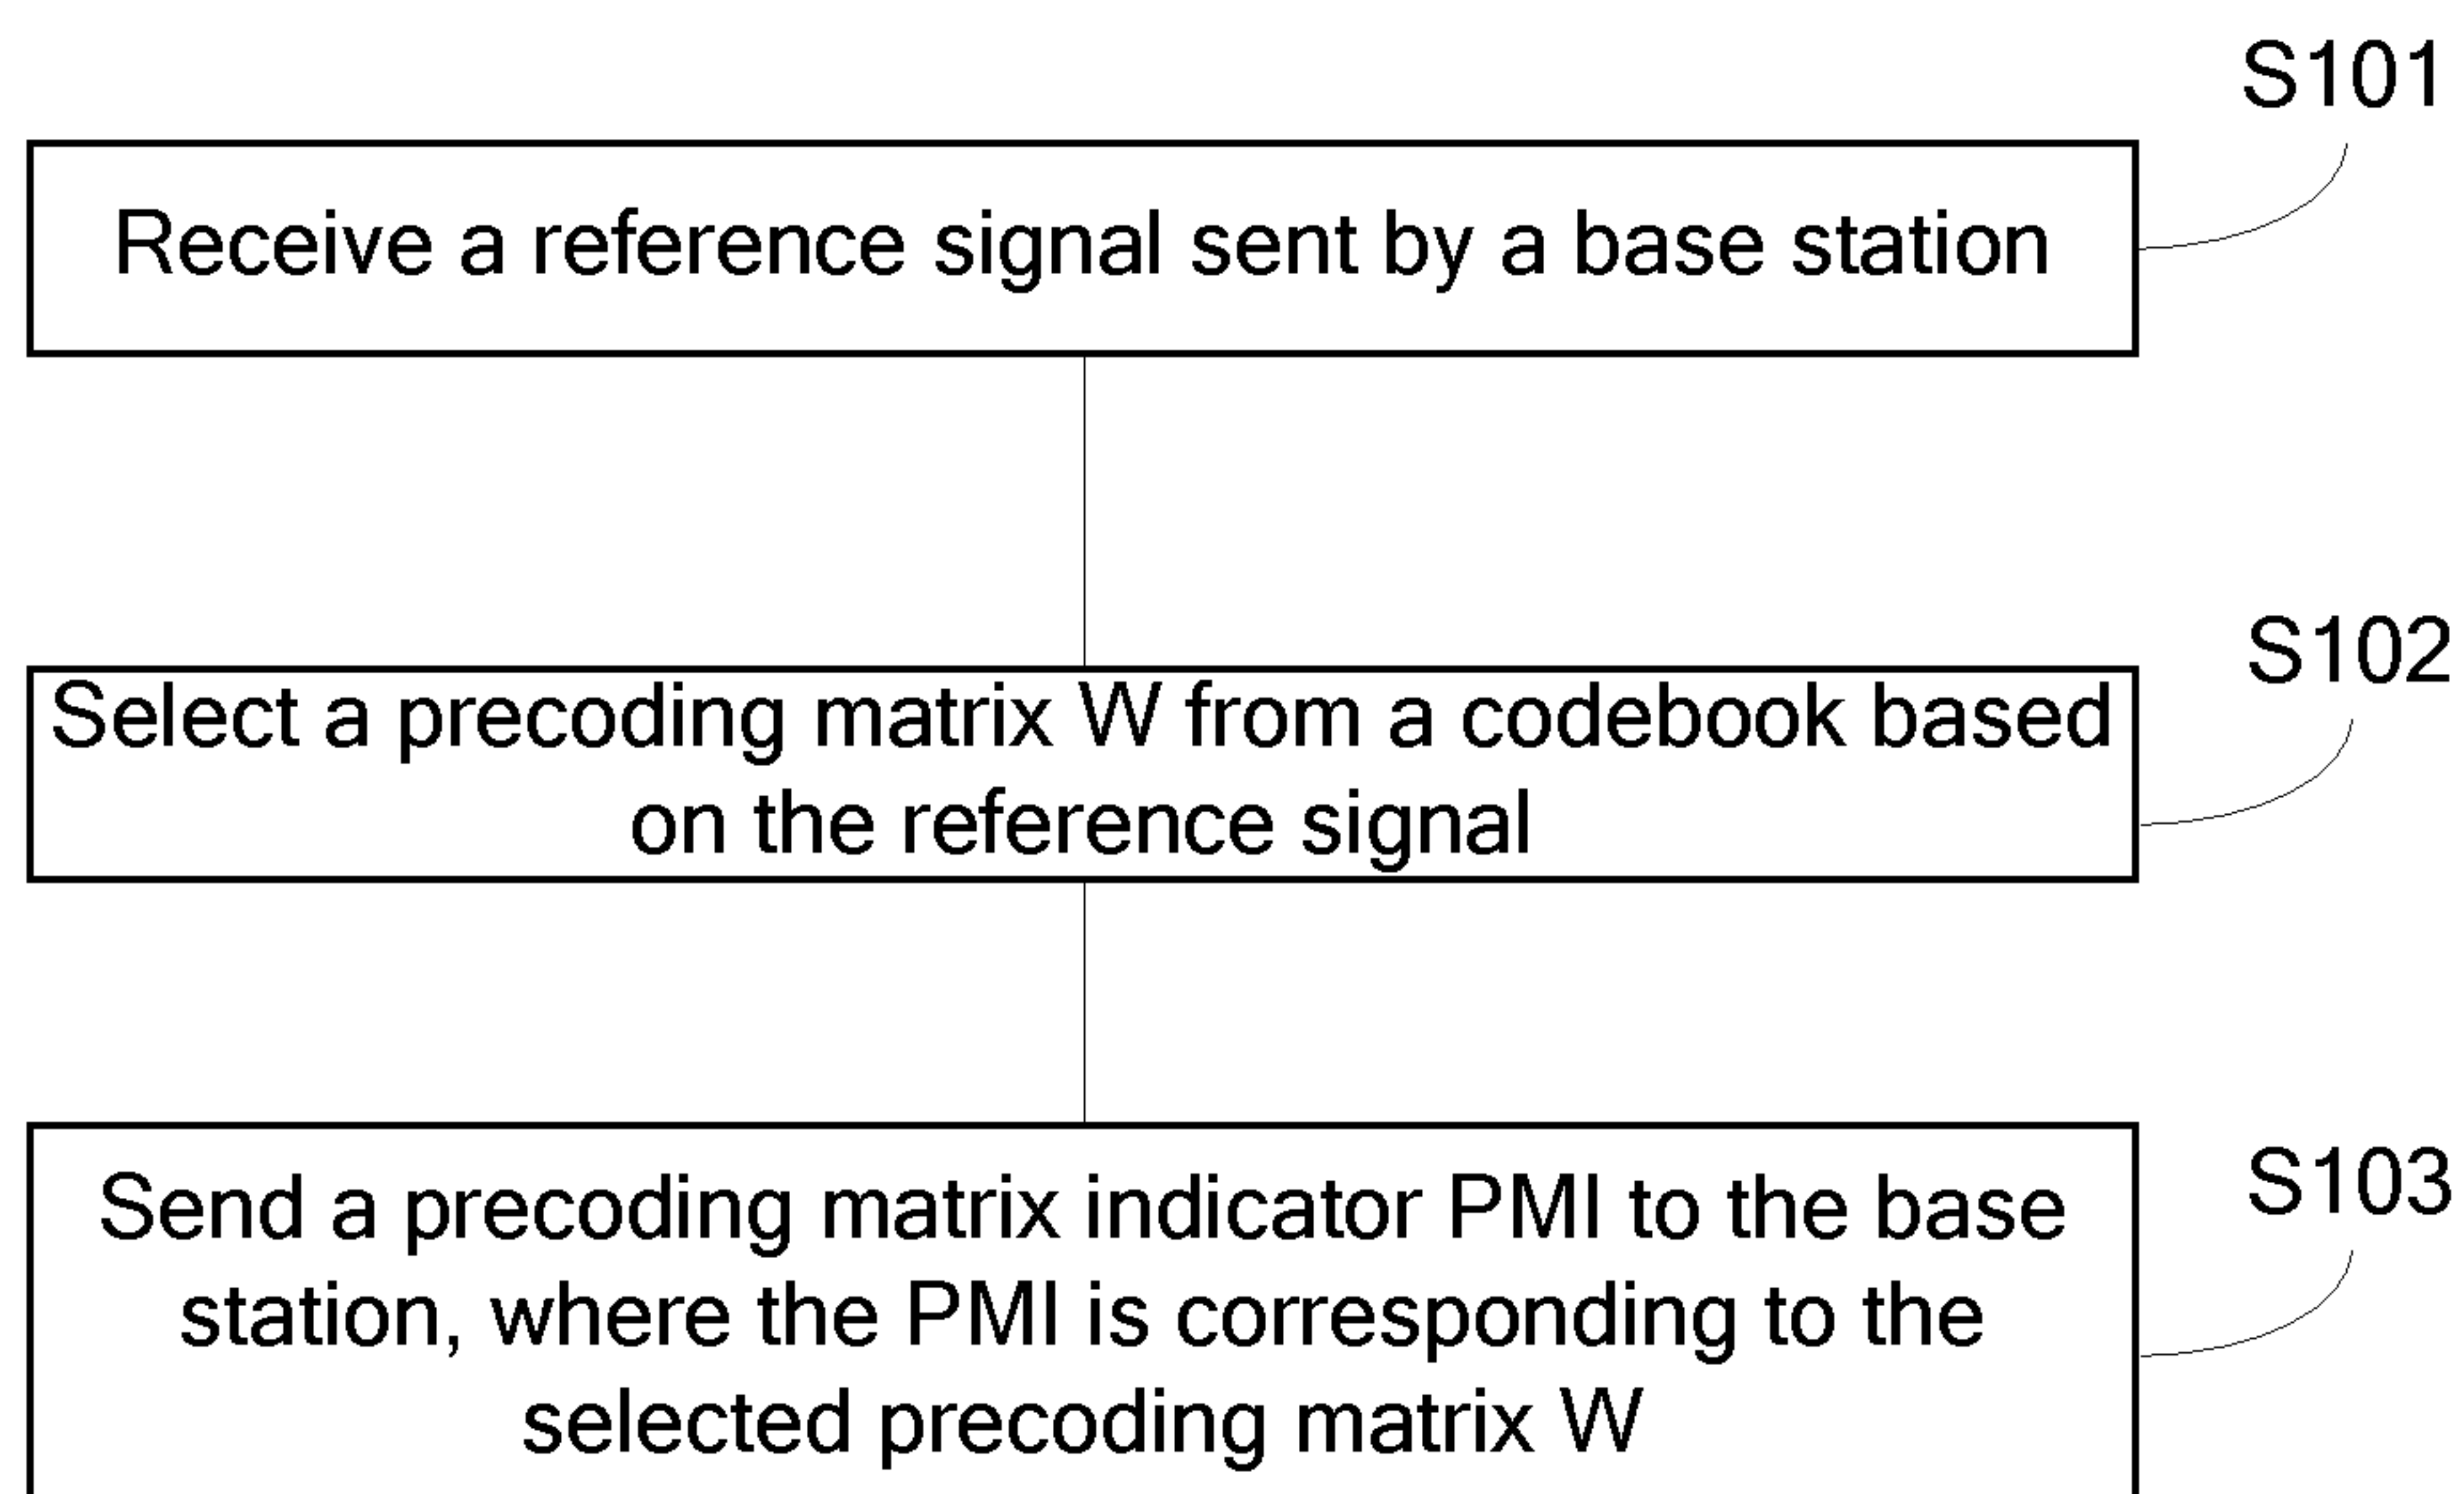 S101
Receive a reference signal sent by a base station
S102
Select a precoding matrix W from a codebook based
on the reference signal
S103
Send a precoding matrix indicator PMI to the base
station, where the PMI is corresponding to the
selected precoding matrix W